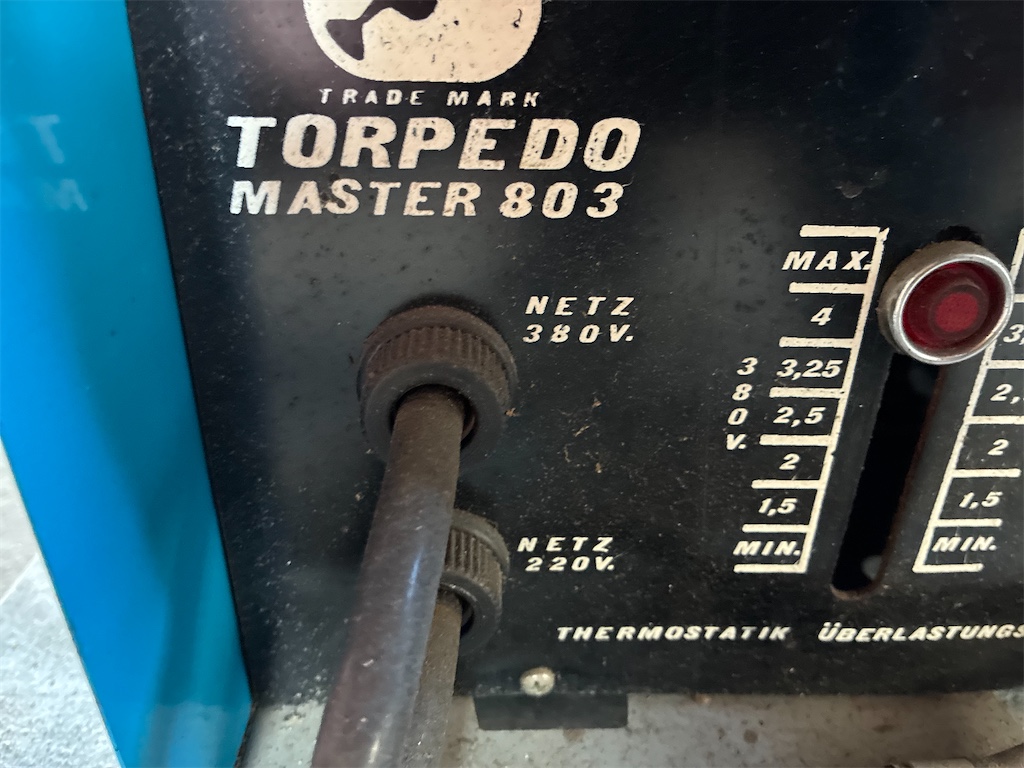 TRADE MARK
TORPEDO
MASTER 803
NETZ
380V.
MAX.
4
3,25
2,5
2
1,5
MIN.
380V.
2
1,5
MIN.
NETZ
220V.
THERMOSTATIK ÜBERLASTUNGS